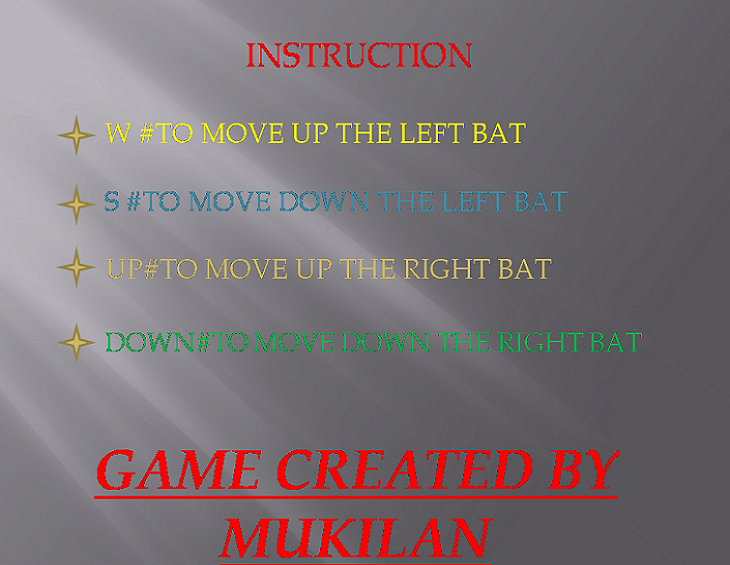 INSTRUCTION
W #TO MOVE UP THE LEFT BAT
S #TO MOVE DOWN THE LEFT BAT
UP#TO MOVE UP THE RIGHT BAT
DOWN#TO MOVE DOWN THE RIGHT BAT
GAME CREATED BY
MUKILAN